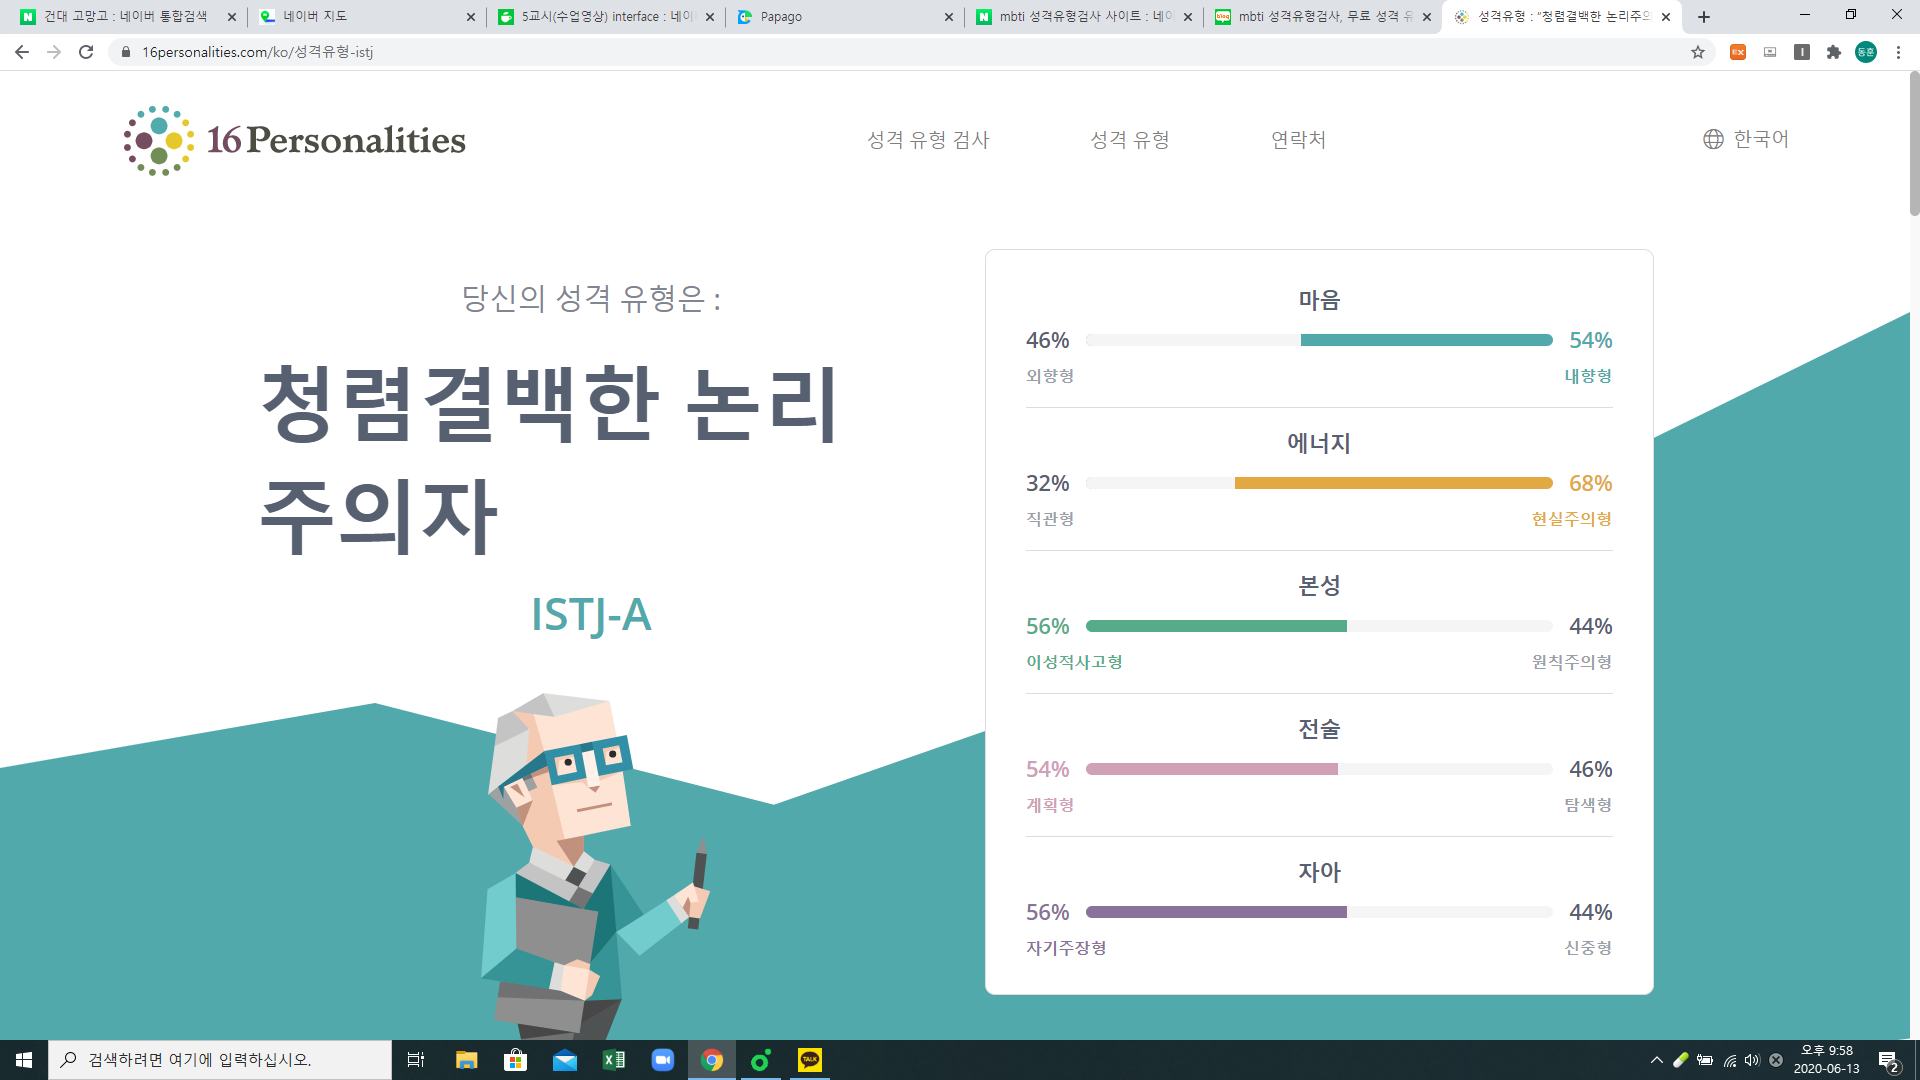 건대 고망고 : 네이버 통합검색
네이버 지도
5교시(수업영상) interface : 네이
Papago
mbti 성격유형검사 사이트 : 네이
mbti 성격유형검사, 무료 성격 유
성격유형 : "청렴결백한 논리주의
16personalities.com/ko/성격유형-istj
동훈
16Personalities
성격 유형 검사
성격 유형
연락처
한국어
당신의 성격 유형은 :
청렴결백한 논리
주의자
ISTJ-A
마음
46% 54%
외향형 내향형
에너지
32% 68%
직관형 현실주의형
본성
56% 44%
이성적사고형 원칙주의형
전술
54% 46%
계획형 탐색형
자아
56% 44%
자기주장형 신중형
검색하려면 여기에 입력하십시오.
TALK
오후 9:58
2020-06-13
2